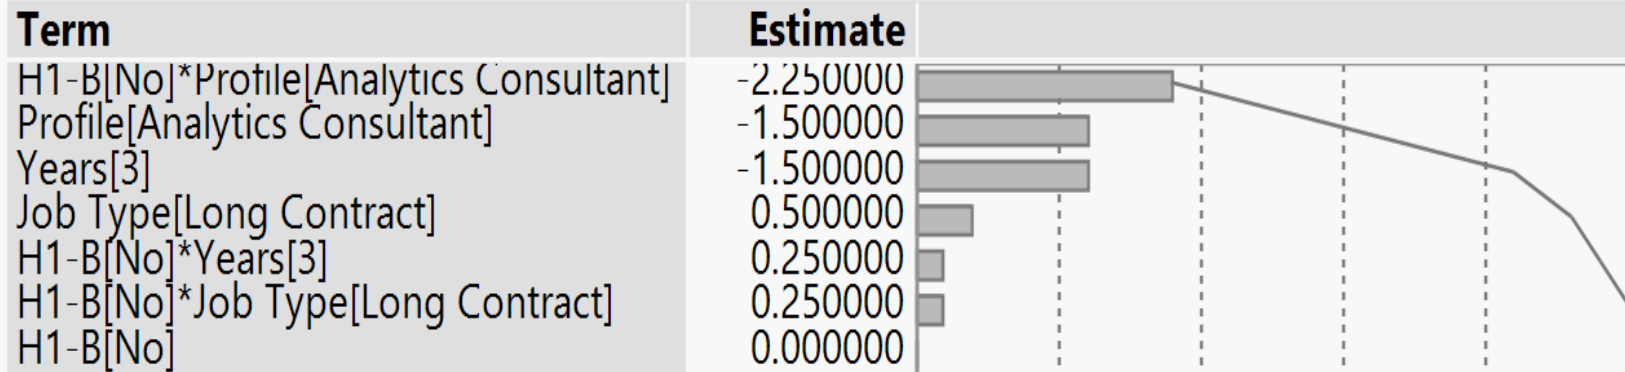 Term Estimate
H1-B[No]*Profile[Analytics Consultant] -2.250000
Profile[Analytics Consultant] -1.500000
Years[3] -1.500000
Job Type[Long Contract] 0.500000
H1-B[No]*Years[3] 0.250000
H1-B[No]*Job Type[Long Contract] 0.250000
H1-B[No] 0.000000